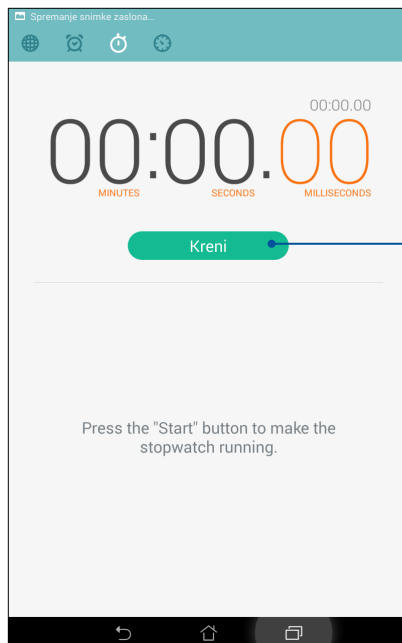 Spremanje snimke zaslona...
00:00.00
00:00.00
MINUTES SECONDS MILLISECONDS
Kreni
Press the "Start" button to make the
stopwatch running.